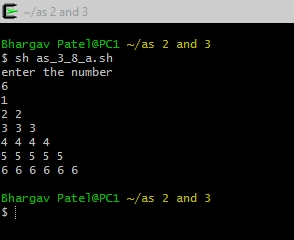 ~/as 2 and 3
Bhargav Patel@PC1 ~/as 2 and 3
$ sh as_3_8_a.sh
enter the number
6
1
2 2
3 3 3
4 4 4 4
5 5 5 5 5
6 6 6 6 6 6
Bhargav Patel@PC1 ~/as 2 and 3
$